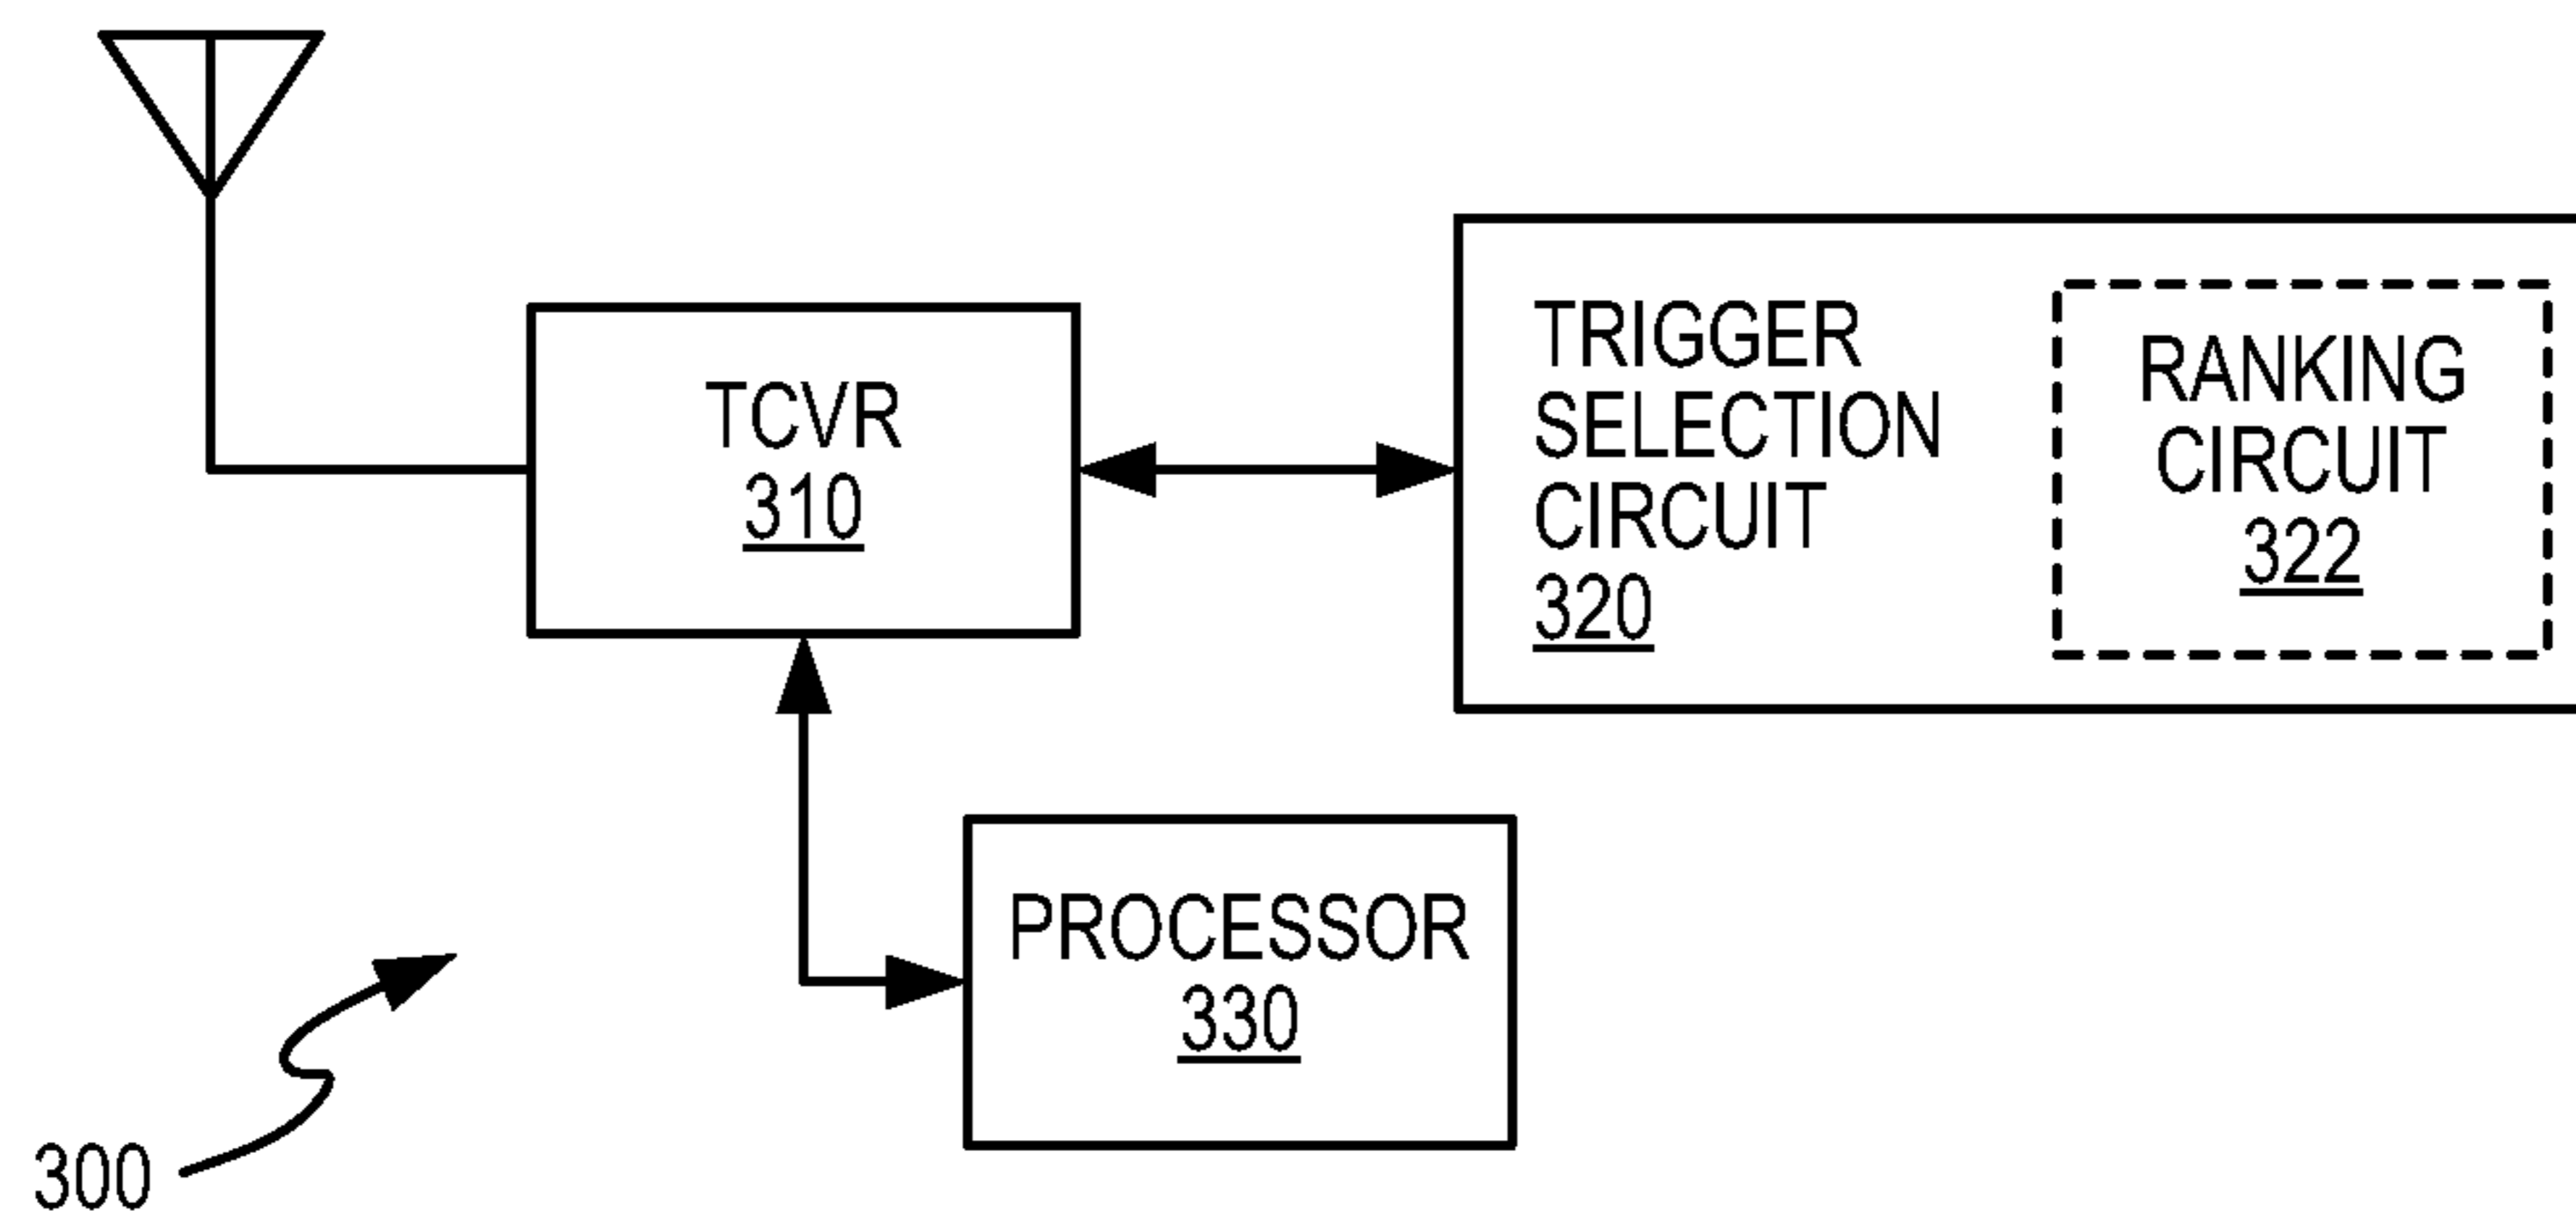 TCVR
310
TRIGGER
SELECTION
CIRCUIT
320
RANKING
CIRCUIT
322
PROCESSOR
330
300